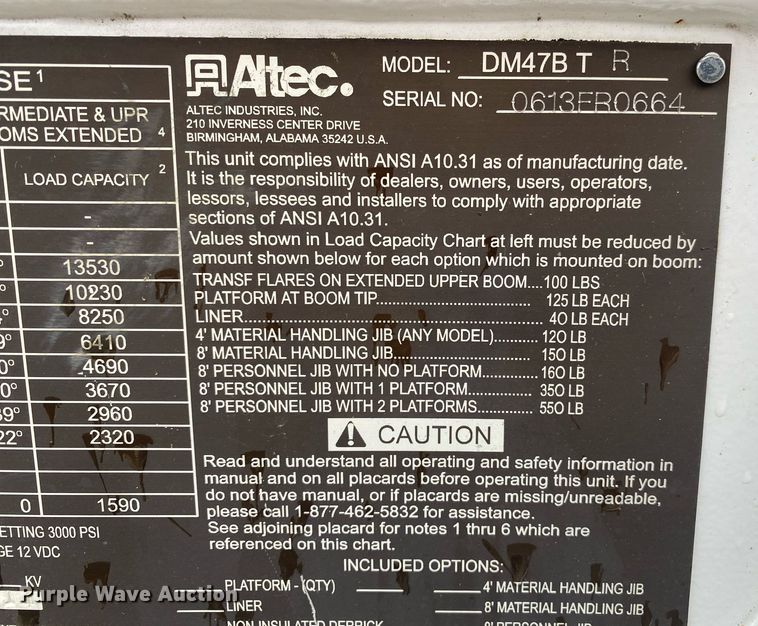 SE¹
ERMEDIATE & UPR
OMS EXTENDED 4
LOAD CAPACITY 2
-
-
13530
10230
8250
6410
4690
3670
2960
2320
0 1590
ETTING 3000 PSI
GE 12 VDC
KV
Altec.
ALTEC INDUSTRIES, INC.
210 INVERNESS CENTER DRIVE
BIRMINGHAM, ALABAMA 35242 U.S.A.
MODEL: DM47B T R
SERIAL NO: 0613FR0664
This unit complies with ANSI A10.31 as of manufacturing date.
It is the responsibility of dealers, owners, users, operators,
lessors, lessees and installers to comply with appropriate
sections of ANSI A10.31.
Values shown in Load Capacity Chart at left must be reduced by
amount shown below for each option which is mounted on boom:
TRANSF FLARES ON EXTENDED UPPER BOOM....100 LBS
PLATFORM AT BOOM TIP 125 LB EACH
LINER 40 LB EACH
4' MATERIAL HANDLING JIB (ANY MODEL) 120 LB
8' MATERIAL HANDLING JIB 150 LB
8' PERSONNEL JIB WITH NO PLATFORM 160 LB
8' PERSONNEL JIB WITH 1 PLATFORM 350 LB
8' PERSONNEL JIB WITH 2 PLATFORMS 550 LB
CAUTION
Read and understand all operating and safety information in
manual and on all placards before operating this unit. If you
do not have manual, or if placards are missing/unreadable,
please call 1-877-462-5832 for assistance.
See adjoining placard for notes 1 thru 6 which are
referenced on this chart.
INCLUDED OPTIONS:
PLATFORM - (QTY) 4' MATERIAL HANDLING JIB
LINER 8' MATERIAL HANDLING JIB
NON-INSULATED DERRICK 8' PERSONNEL JIB
Purple Wave Auction